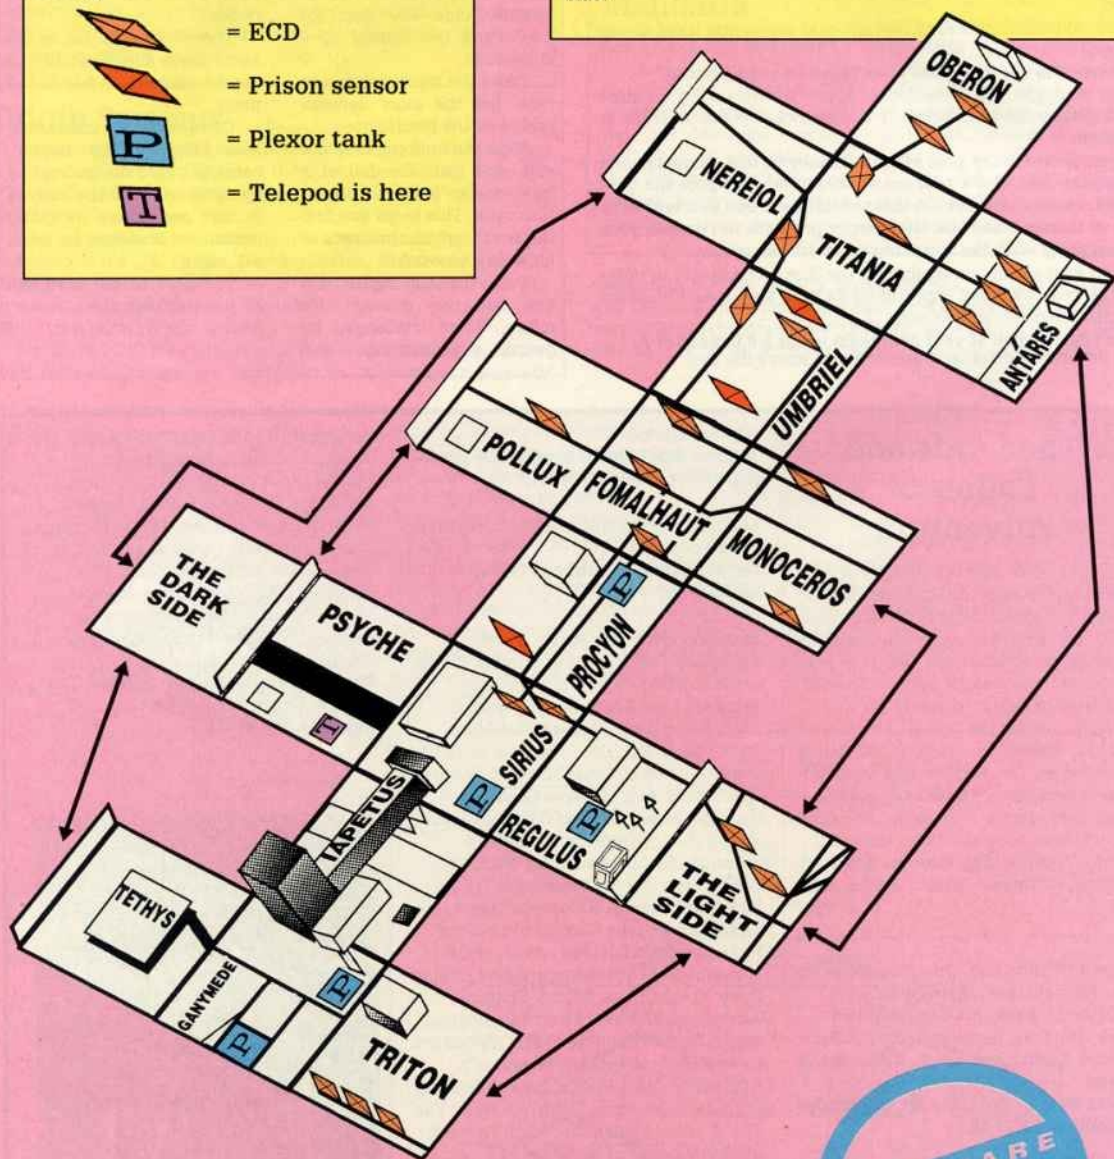 = ECD
= Prison sensor
P = Plexor tank
T = Telepod is here
OBERON
NEREIOL
TITANIA
ANTARES
UMBRIEL
POLLUX
FOMALHAUT
MONOCEROS
THE
DARK
SIDE
PSYCHE
P
PROCYON
T
SIRIUS
P
P
REGULUS
IAPETUS
THE
LIGHT
SIDE
TETHYS
GANYMEDE
P
P
TRITON